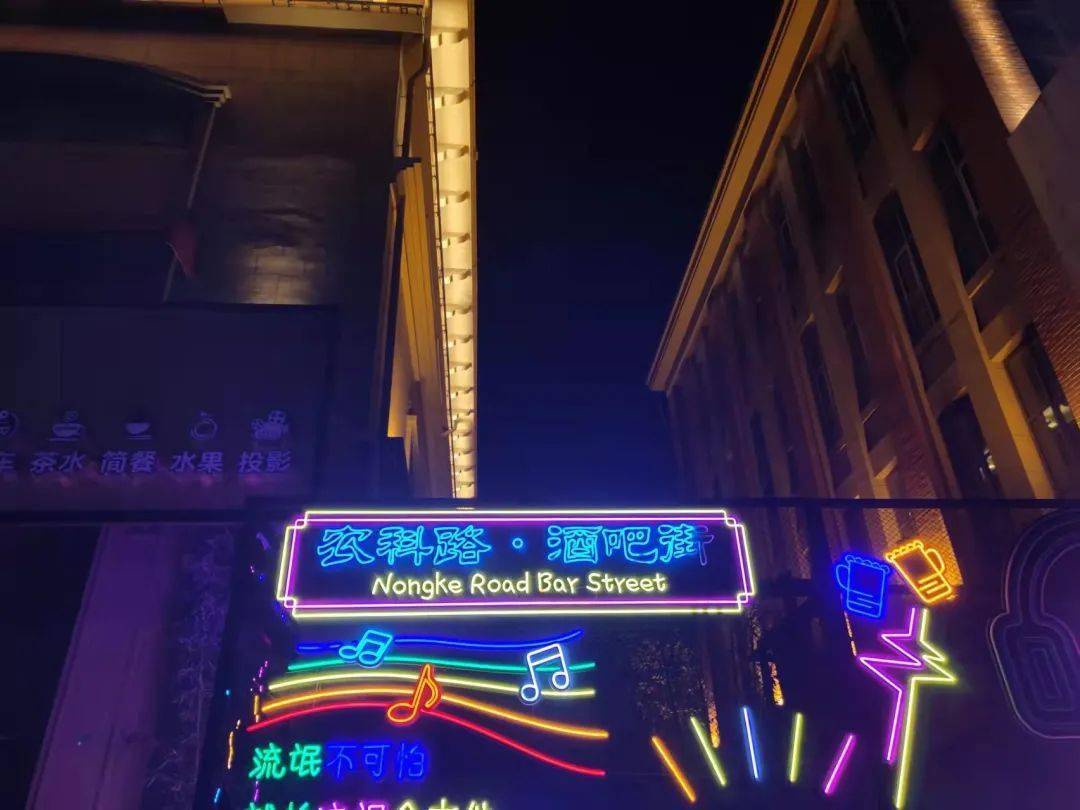 茶水 简餐 水果 投影
农科路·酒吧街
Nongke Road Bar Street
流氓不可怕